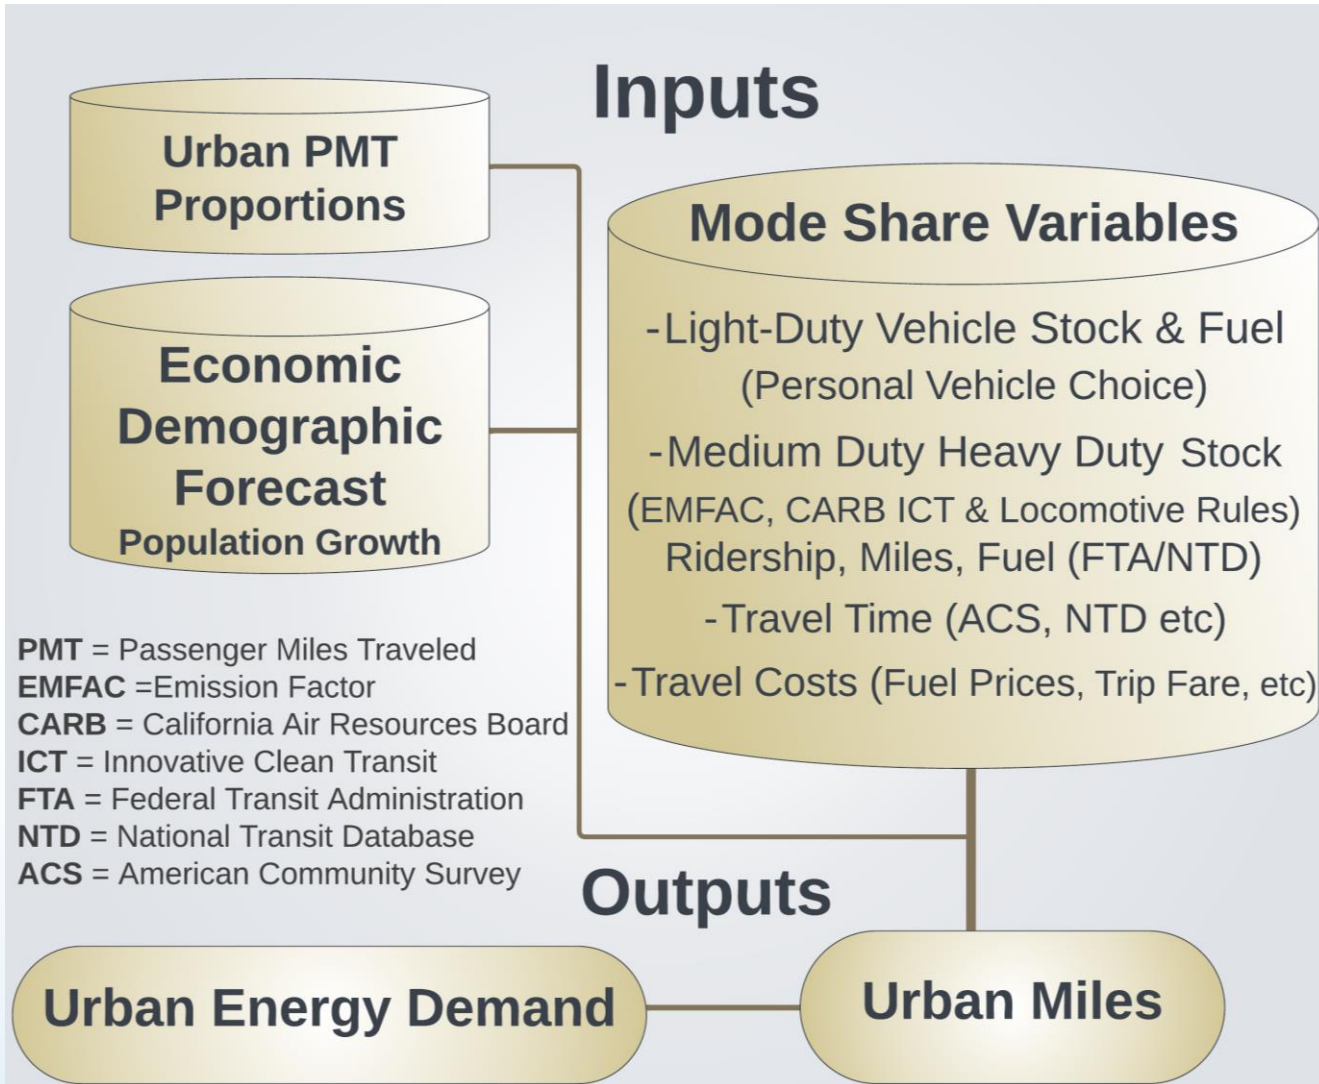 Inputs
Urban PMT
Proportions
Economic
Demographic
Forecast
Population Growth
Mode Share Variables
-Light-Duty Vehicle Stock & Fuel
(Personal Vehicle Choice)
-Medium Duty Heavy Duty Stock
(EMFAC, CARB ICT & Locomotive Rules)
Ridership, Miles, Fuel (FTA/NTD)
-Travel Time (ACS, NTD etc)
-Travel Costs (Fuel Prices, Trip Fare, etc)
PMT = Passenger Miles Traveled
EMFAC =Emission Factor
CARB = California Air Resources Board
ICT = Innovative Clean Transit
FTA = Federal Transit Administration
NTD = National Transit Database
ACS = American Community Survey
Outputs
Urban Energy Demand
Urban Miles